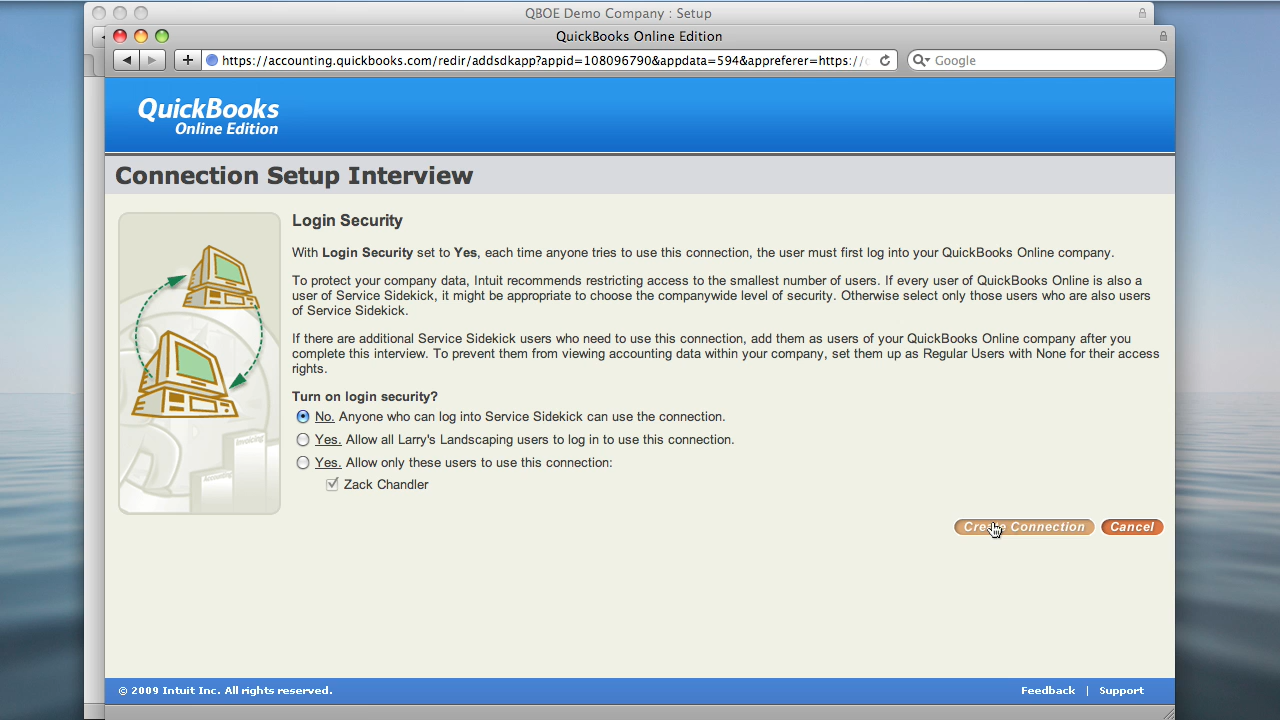 QBOE Demo Company : Setup
QuickBooks Online Edition
https://accounting.quickbooks.com/redir/addsdkapp?appid=108096790&appdata=594&appreferer=https://
Google
QuickBooks
Online Edition
Connection Setup Interview
Login Security
With Login Security set to Yes, each time anyone tries to use this connection, the user must first log into your QuickBooks Online company.
To protect your company data, Intuit recommends restricting access to the smallest number of users. If every user of QuickBooks Online is also a
user of Service Sidekick, it might be appropriate to choose the companywide level of security. Otherwise select only those users who are also users
of Service Sidekick.
If there are additional Service Sidekick users who need to use this connection, add them as users of your QuickBooks Online company after you
complete this interview. To prevent them from viewing accounting data within your company, set them up as Regular Users with None for their access
rights.
Turn on login security?
No. Anyone who can log into Service Sidekick can use the connection.
Yes. Allow all Larry's Landscaping users to log in to use this connection.
Yes. Allow only these users to use this connection:
Zack Chandler
Create Connection Cancel
© 2009 Intuit Inc. All rights reserved.
Feedback | Support